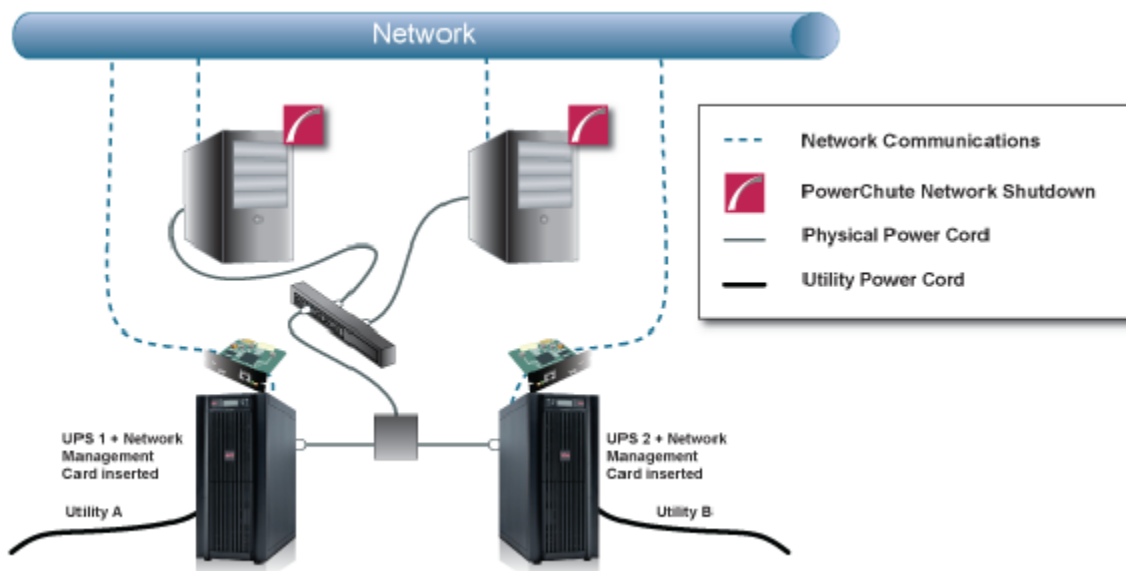 Network
Network Communications
PowerChute Network Shutdown
Physical Power Cord
Utility Power Cord
UPS 1 + Network
Management
Card inserted
Utility A
UPS 2 + Network
Management
Card inserted
Utility B